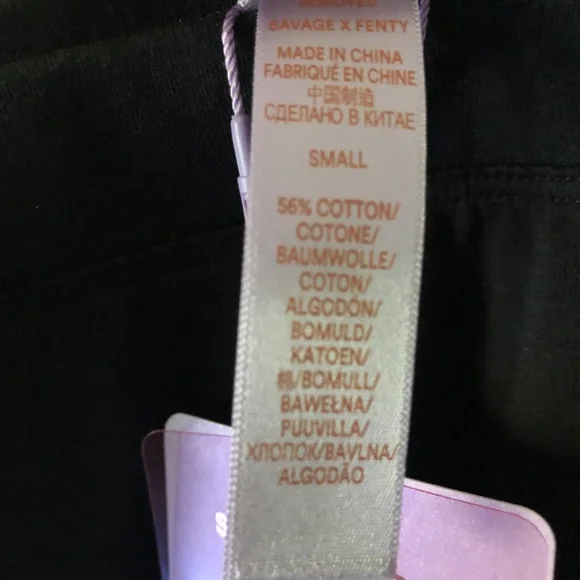 REMOVED
SAVAGE X FENTY
MADE IN CHINA
FABRIQUÉ EN CHINE
中国制造
СДЕЛАНО В КИТАЕ
SMALL
56% COTTON/
COTONE/
BAUMWOLLE/
COTON/
ALGODÓN/
BOMULD/
KATOEN/
棉/BOMULL/
BAWEŁNA/
PUUVILLA/
ХЛОПОК/BAVLNA/
ALGODÃO